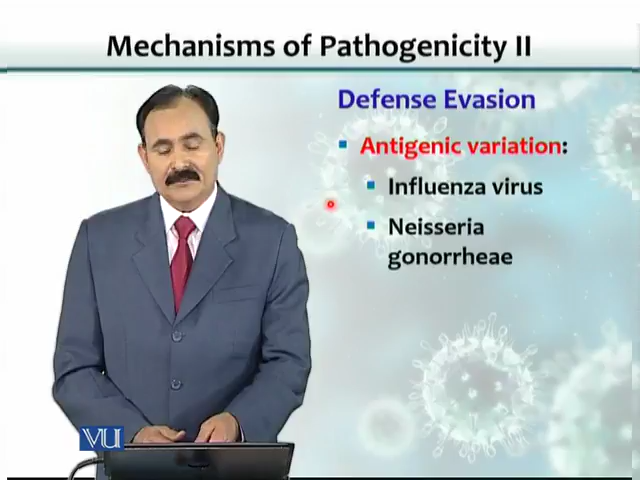 Mechanisms of Pathogenicity II
Defense Evasion
Antigenic variation:
Influenza virus
Neisseria
gonorrheae
VU